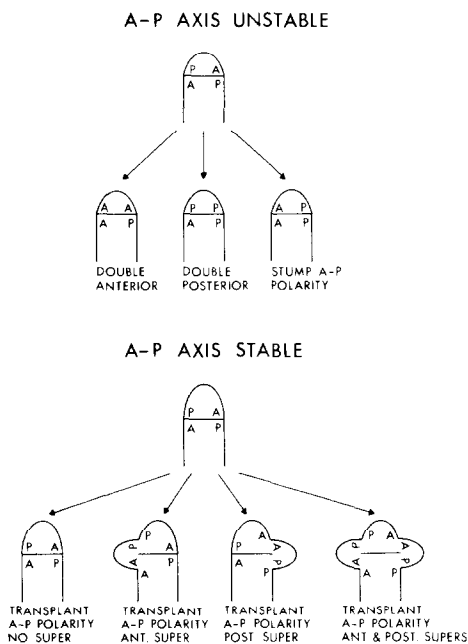 A-P AXIS UNSTABLE
P A
A P
A A
A P
P P
A P
A P
A P
DOUBLE
ANTERIOR
DOUBLE
POSTERIOR
STUMP A-P
POLARITY
A-P AXIS STABLE
P A
A P
P A
A P
P A
A P
A
P A
P A
A P
P
P A
P A
A P
A P
TRANSPLANT
A-P POLARITY
NO SUPER
TRANSPLANT
A-P POLARITY
ANT. SUPER
TRANSPLANT
A-P POLARITY
POST SUPER
TRANSPLANT
A-P POLARITY
ANT & POST. SUPERS